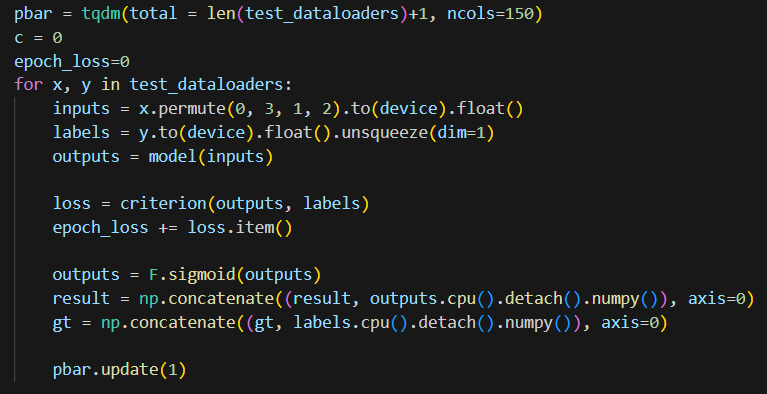 pbar = tqdm(total = len(test_dataloaders)+1, ncols=150)
c = 0
epoch_loss=0
for x, y in test_dataloaders:
    inputs = x.permute(0, 3, 1, 2).to(device).float()
    labels = y.to(device).float().unsqueeze(dim=1)
    outputs = model(inputs)

    loss = criterion(outputs, labels)
    epoch_loss += loss.item()

    outputs = F.sigmoid(outputs)
    result = np.concatenate((result, outputs.cpu().detach().numpy()), axis=0)
    gt = np.concatenate((gt, labels.cpu().detach().numpy()), axis=0)

    pbar.update(1)